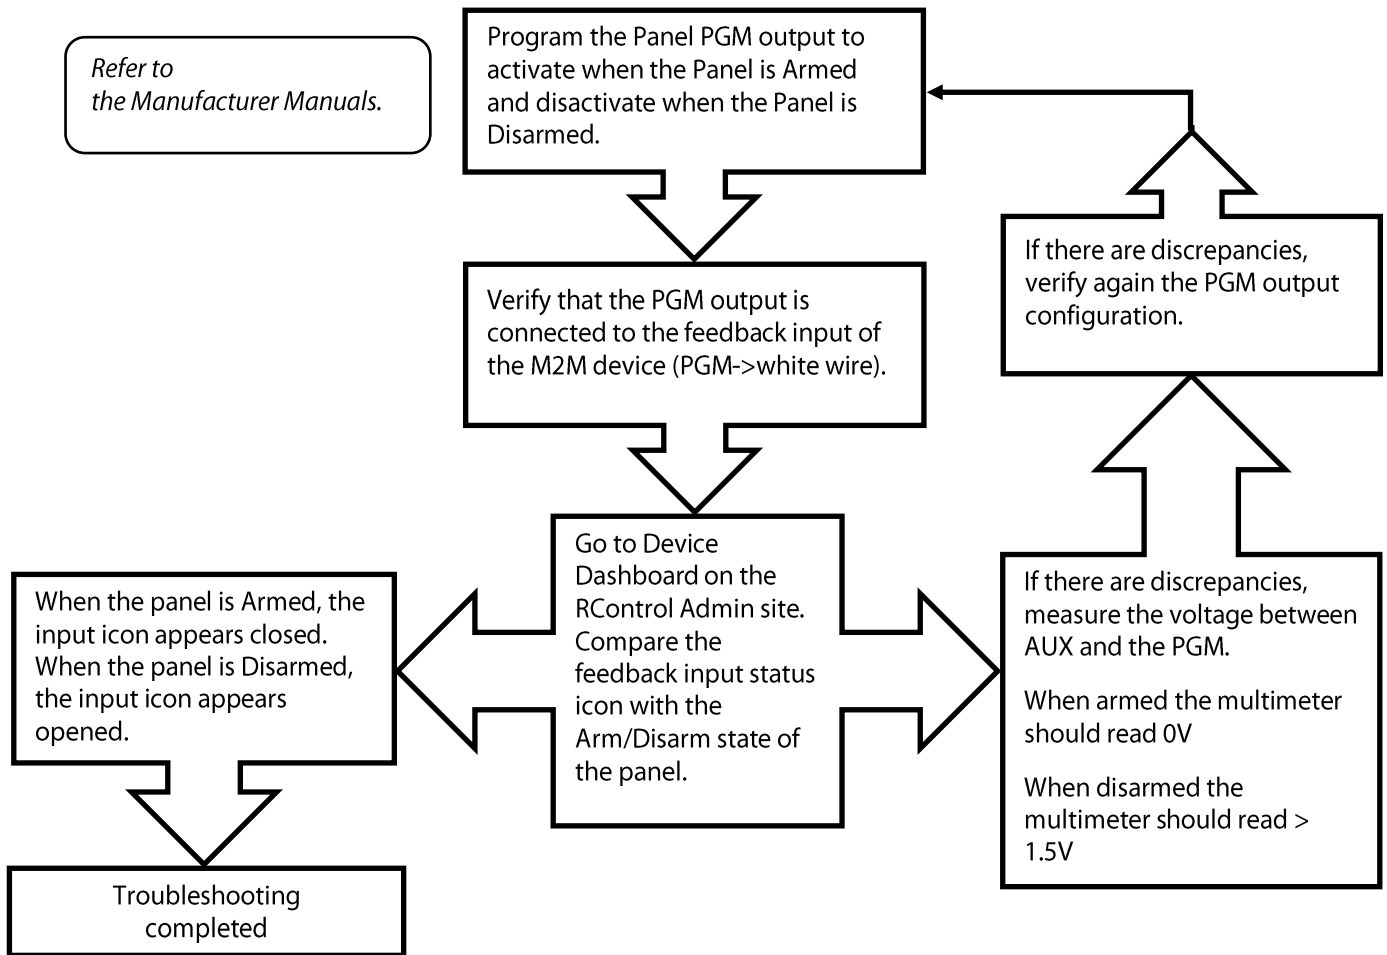 Refer to
the Manufacturer Manuals.
Program the Panel PGM output to
activate when the Panel is Armed
and disactivate when the Panel is
Disarmed.
Verify that the PGM output is
connected to the feedback input of
the M2M device (PGM->white wire).
Go to Device
Dashboard on the
RControl Admin site.
Compare the
feedback input status
icon with the
Arm/Disarm state of
the panel.
When the panel is Armed, the
input icon appears closed.
When the panel is Disarmed,
the input icon appears
opened.
Troubleshooting
completed
If there are discrepancies,
measure the voltage between
AUX and the PGM.
When armed the multimeter
should read 0V
When disarmed the
multimeter should read >
1.5V
If there are discrepancies,
verify again the PGM output
configuration.